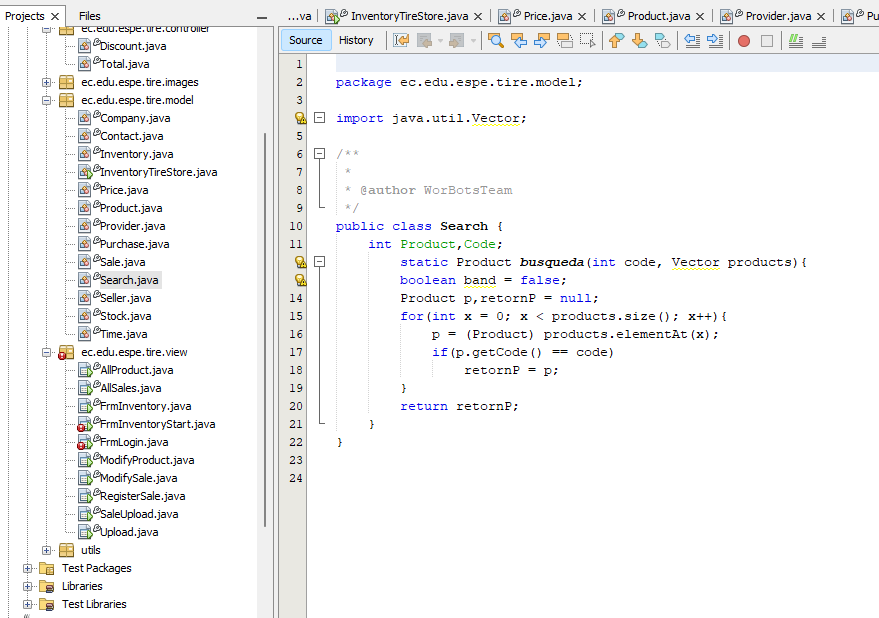 Projects
Files
...va
InventoryTireStore.java
Price.java
Product.java
Provider.java
Pu
Source
History
ec.edu.espe.tire.controller
Discount.java
Total.java
ec.edu.espe.tire.images
ec.edu.espe.tire.model
Company.java
Contact.java
Inventory.java
InventoryTireStore.java
Price.java
Product.java
Provider.java
Purchase.java
Sale.java
Search.java
Seller.java
Stock.java
Time.java
ec.edu.espe.tire.view
AllProduct.java
AllSales.java
FrmInventory.java
FrmInventoryStart.java
FrmLogin.java
ModifyProduct.java
ModifySale.java
RegisterSale.java
SaleUpload.java
Upload.java
utils
Test Packages
Libraries
Test Libraries
1
2 package ec.edu.espe.tire.model;
3
import java.util.Vector;
5
6 /**
7 *
8 * @author WorBotsTeam
9 */
10 public class Search {
11 int Product,Code;
static Product busqueda(int code, Vector products){
boolean band = false;
14 Product p,retornP = null;
15 for(int x = 0; x < products.size(); x++){
16 p = (Product) products.elementAt(x);
17 if(p.getCode() == code)
18 retornP = p;
19 }
20 return retornP;
21 }
22 }
23
24